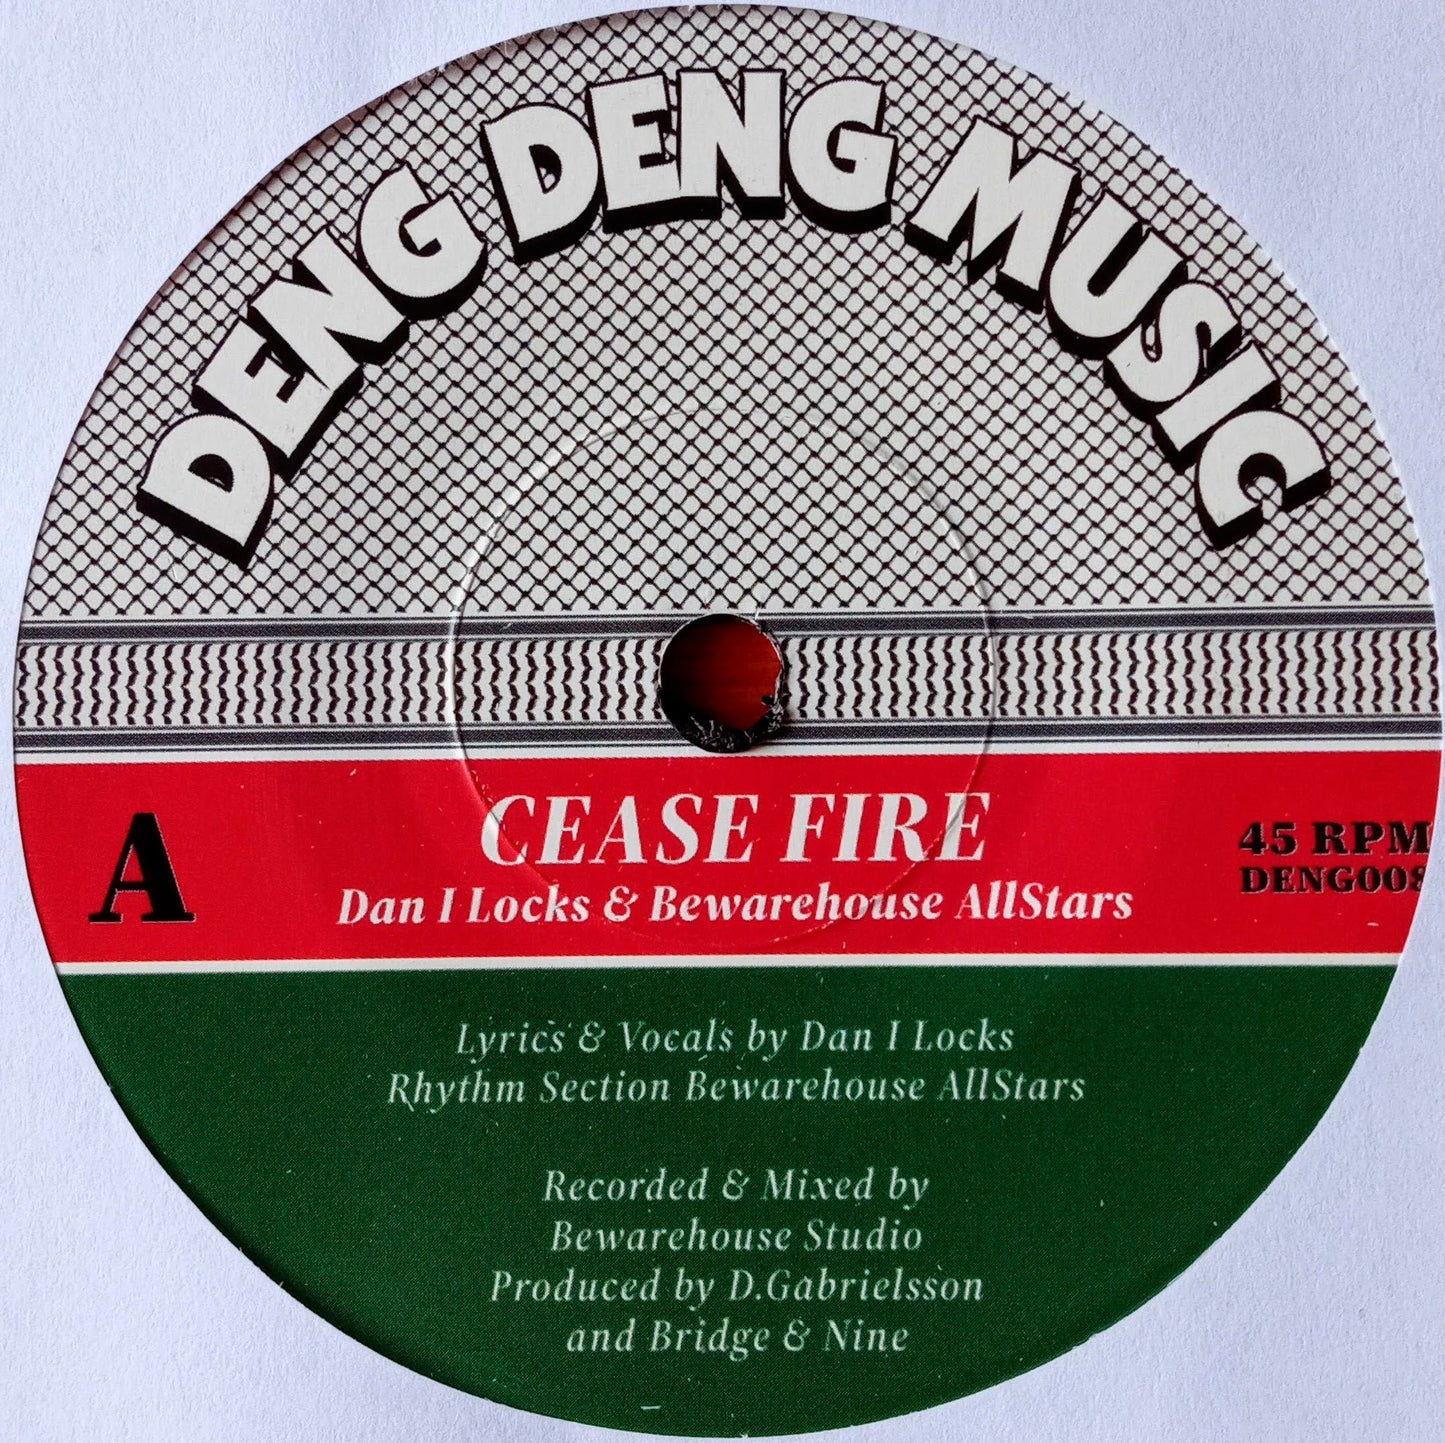 DENG DENG MUSIC
A
CEASE FIRE
Dan I Locks & Bewarehouse AllStars
45 RPM
DENG008
Lyrics & Vocals by Dan I Locks
Rhythm Section Bewarehouse AllStars
Recorded & Mixed by
Bewarehouse Studio
Produced by D.Gabrielsson
and Bridge & Nine